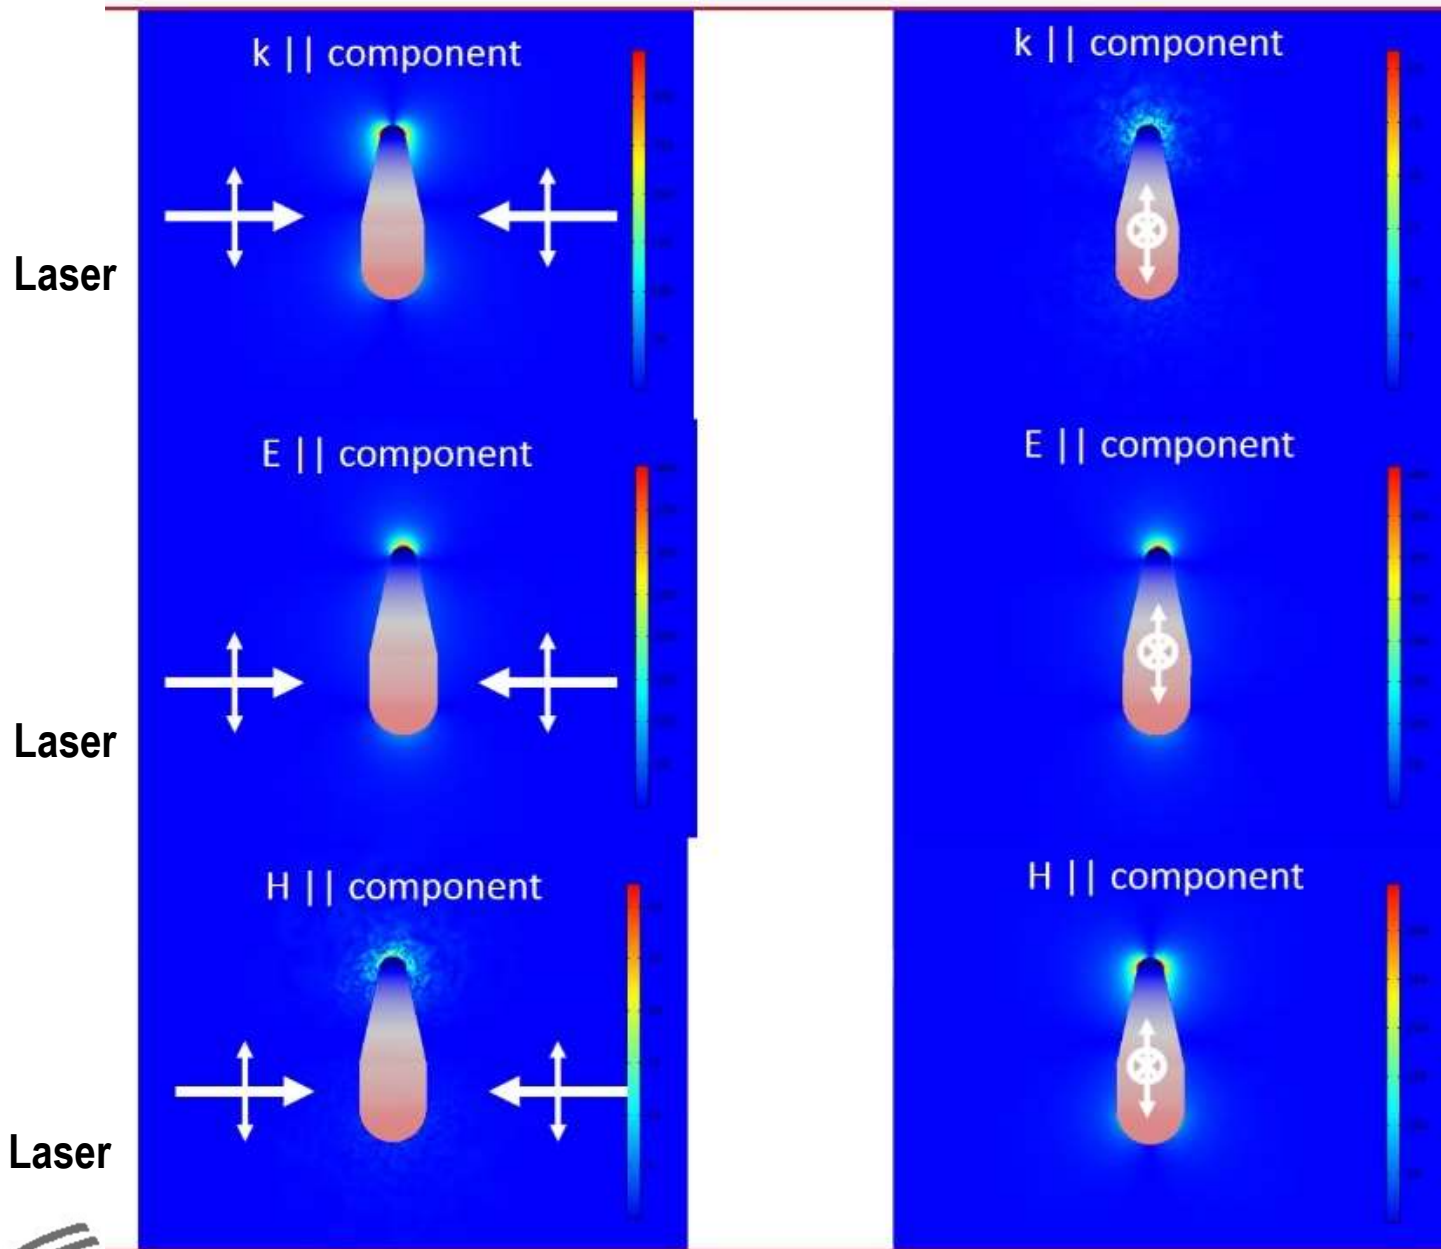 k || component
k || component
Laser
E || component
E || component
Laser
H || component
H || component
Laser